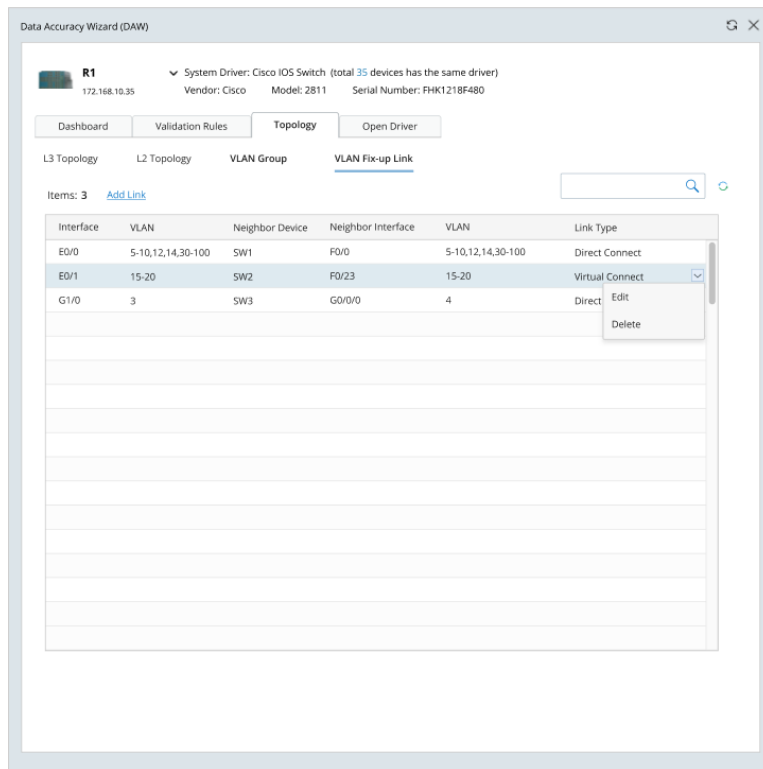 Data Accuracy Wizard (DAW)
R1 System Driver: Cisco IOS Switch (total 35 devices has the same driver)
172.168.10.35 Vendor: Cisco Model: 2811 Serial Number: FHK1218F480
Dashboard Validation Rules Topology Open Driver
L3 Topology L2 Topology VLAN Group VLAN Fix-up Link
Items: 3 Add Link
Interface VLAN Neighbor Device Neighbor Interface VLAN Link Type
E0/0 5-10,12,14,30-100 SW1 F0/0 5-10,12,14,30-100 Direct Connect
E0/1 15-20 SW2 F0/23 15-20 Virtual Connect
G1/0 3 SW3 G0/0/0 4 Direct
Edit
Delete